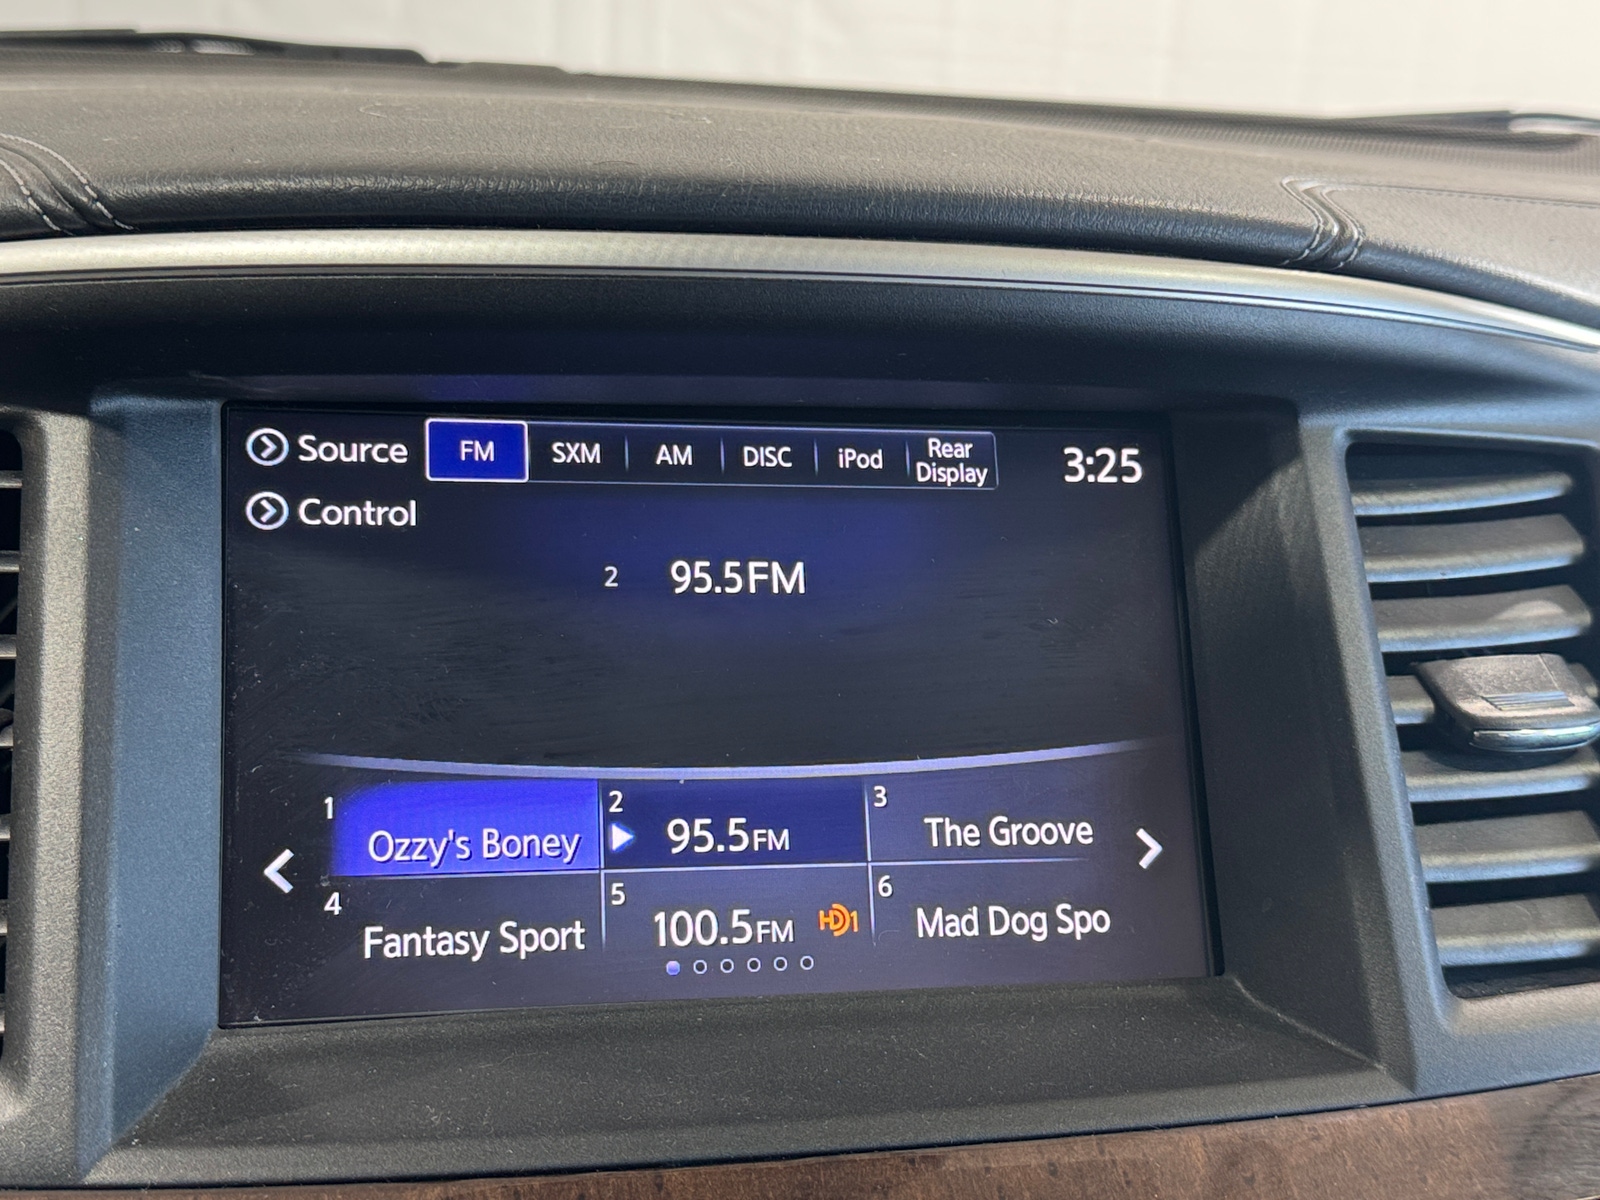 Source FM SXM AM DISC iPod Rear Display 3:25
Control
2 95.5FM
1 Ozzy's Boney 2 95.5FM 3 The Groove
4 Fantasy Sport 5 100.5FM HD1 6 Mad Dog Spo